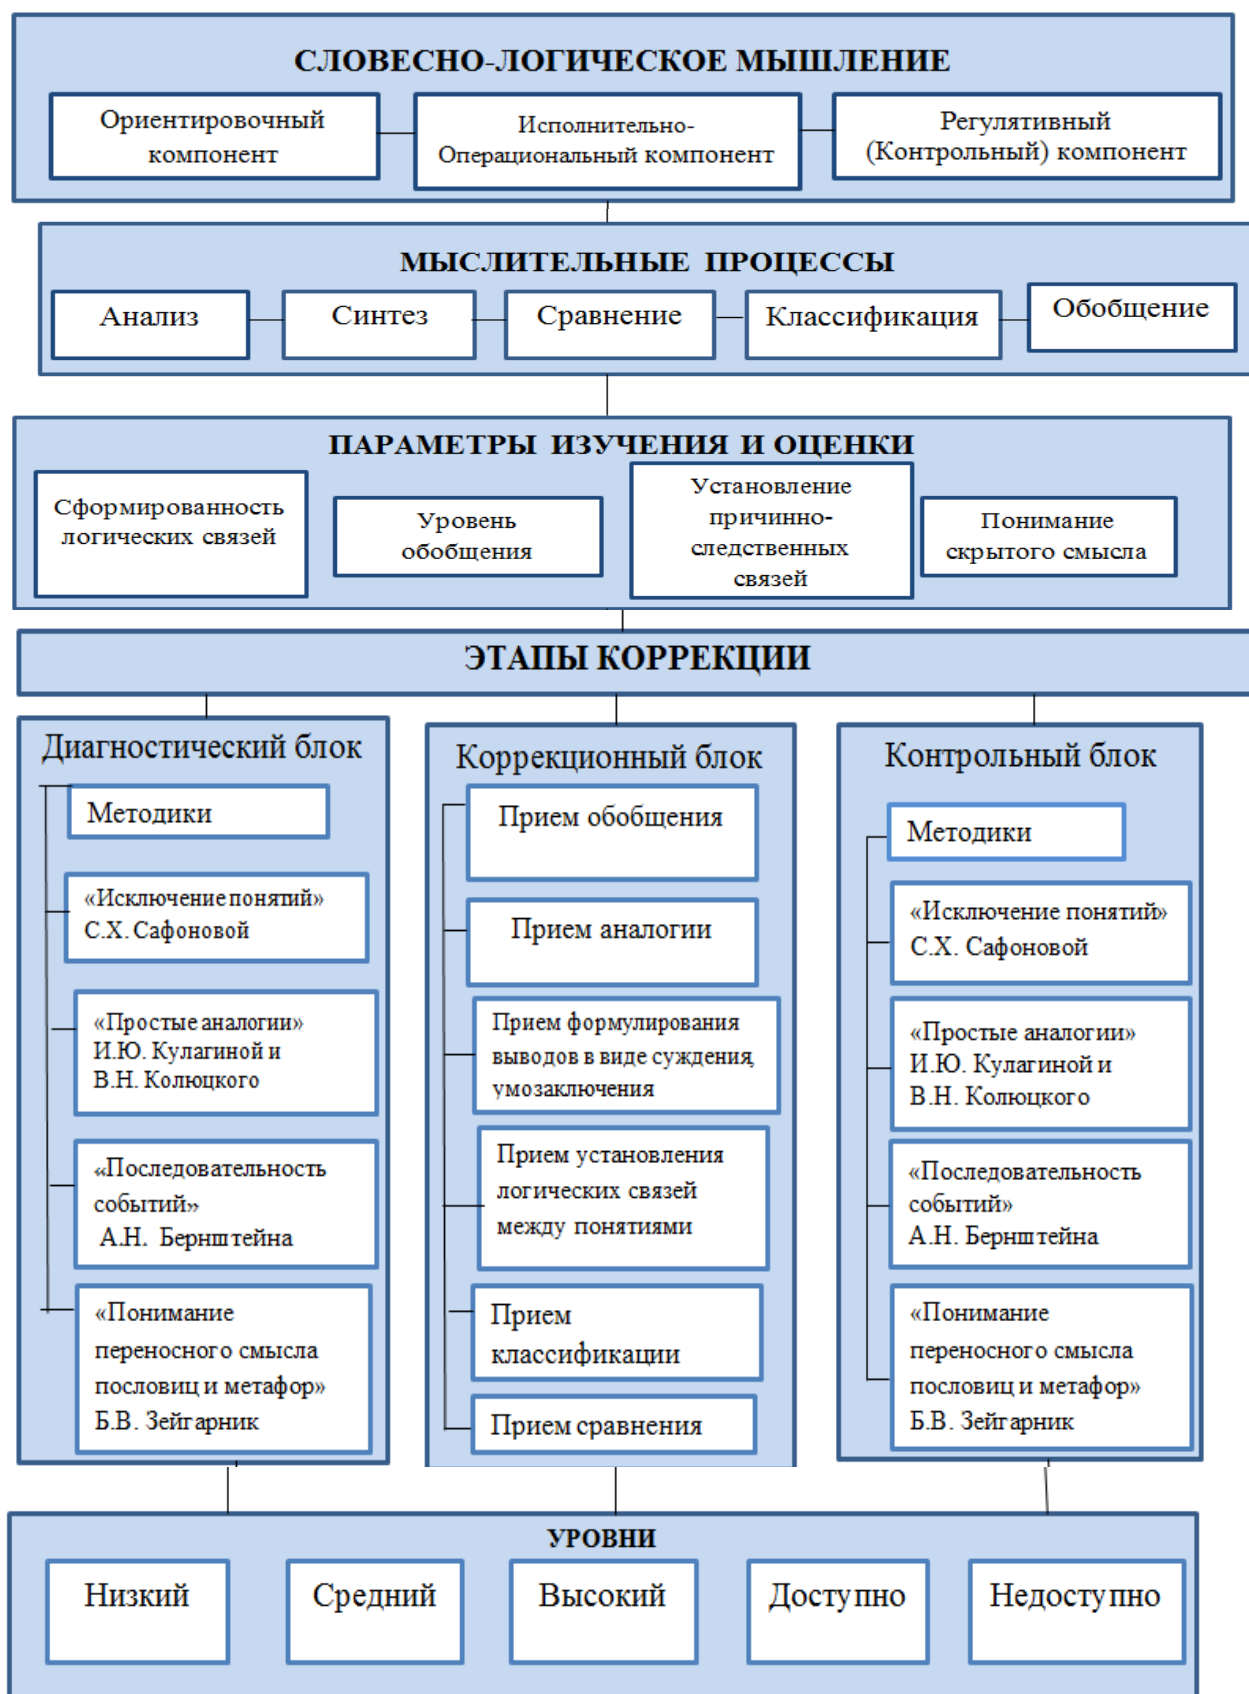 СЛОВЕСНО-ЛОГИЧЕСКОЕ МЫШЛЕНИЕ
Ориентировочный
компонент
Исполнительно-
Операциональный компонент
Регулятивный
(Контрольный) компонент
МЫСЛИТЕЛЬНЫЕ ПРОЦЕССЫ
Анализ
Синтез
Сравнение
Классификация
Обобщение
ПАРАМЕТРЫ ИЗУЧЕНИЯ И ОЦЕНКИ
Сформированность
логических связей
Уровень
обобщения
Установление
причинно-
следственных
связей
Понимание
скрытого смысла
ЭТАПЫ КОРРЕКЦИИ
Диагностический блок
Методики
«Исключение понятий»
С.Х. Сафоновой
«Простые аналогии»
И.Ю. Кулагиной и
В.Н. Колюцкого
«Последовательность
событий»
А.Н. Бернштейна
«Понимание
переносного смысла
пословиц и метафор»
Б.В. Зейгарник
Коррекционный блок
Прием обобщения
Прием аналогии
Прием формулирования
выводов в виде суждения,
умозаключения
Прием установления
логических связей
между понятиями
Прием
классификации
Прием сравнения
Контрольный блок
Методики
«Исключение понятий»
С.Х. Сафоновой
«Простые аналогии»
И.Ю. Кулагиной и
В.Н. Колюцкого
«Последовательность
событий»
А.Н. Бернштейна
«Понимание
переносного смысла
пословиц и метафор»
Б.В. Зейгарник
УРОВНИ
Низкий
Средний
Высокий
Доступно
Недоступно